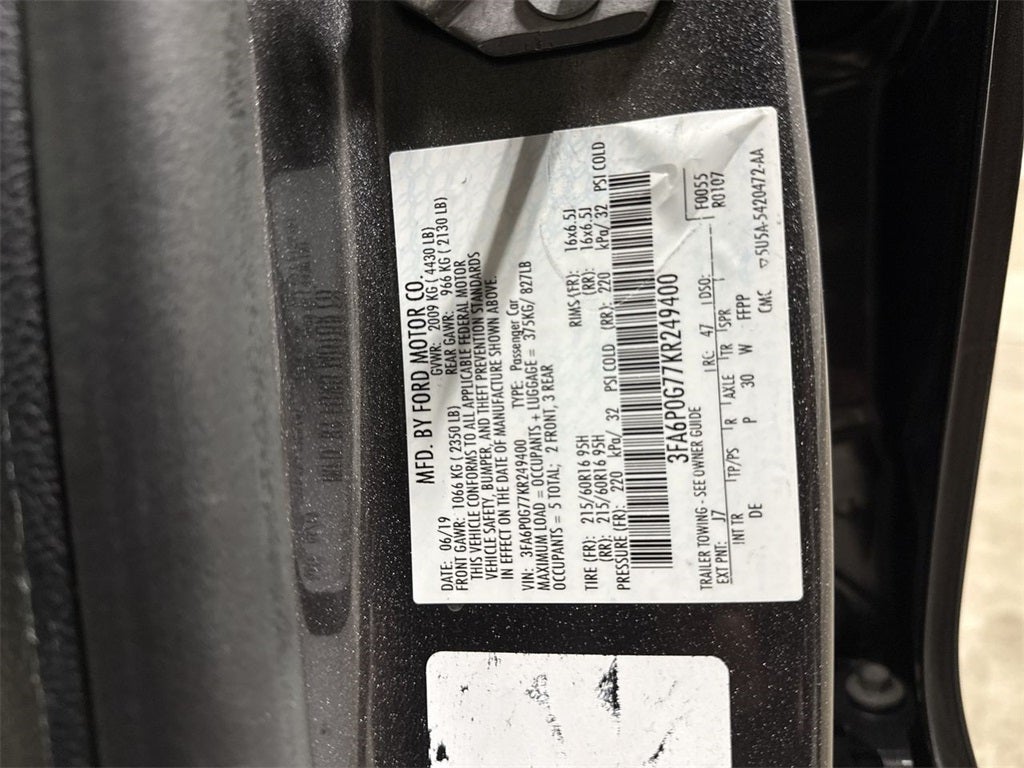 MFD. BY FORD MOTOR CO.
DATE: 06/19 GVWR: 2009 KG ( 4430 LB)
FRONT GAWR: 1066 KG ( 2350 LB) REAR GAWR: 966 KG ( 2130 LB)
THIS VEHICLE CONFORMS TO ALL APPLICABLE FEDERAL MOTOR
VEHICLE SAFETY, BUMPER, AND THEFT PREVENTION STANDARDS
IN EFFECT ON THE DATE OF MANUFACTURE SHOWN ABOVE.
VIN: 3FA6P0G77KR249400 TYPE: Passenger Car
MAXIMUM LOAD = OCCUPANTS + LUGGAGE = 375KG/ 827LB
OCCUPANTS = 5 TOTAL; 2 FRONT, 3 REAR
TIRE (FR): 215/60R16 95H RIMS (FR): 16x6.5J
(RR): 215/60R16 95H (RR): 16x6.5J
PRESSURE (FR): 220 kPa/ 32 PSI COLD (RR): 220 kPa/ 32 PSI COLD
3FA6P0G77KR249400
TRAILER TOWING - SEE OWNER GUIDE F0055
EXT PNT: J7 RC: 47 DSO: R0107
INT TR TP/PS R AXLE TR SPR
DE P 30 W FFPP
CMC ▽5U5A-5420472-AA